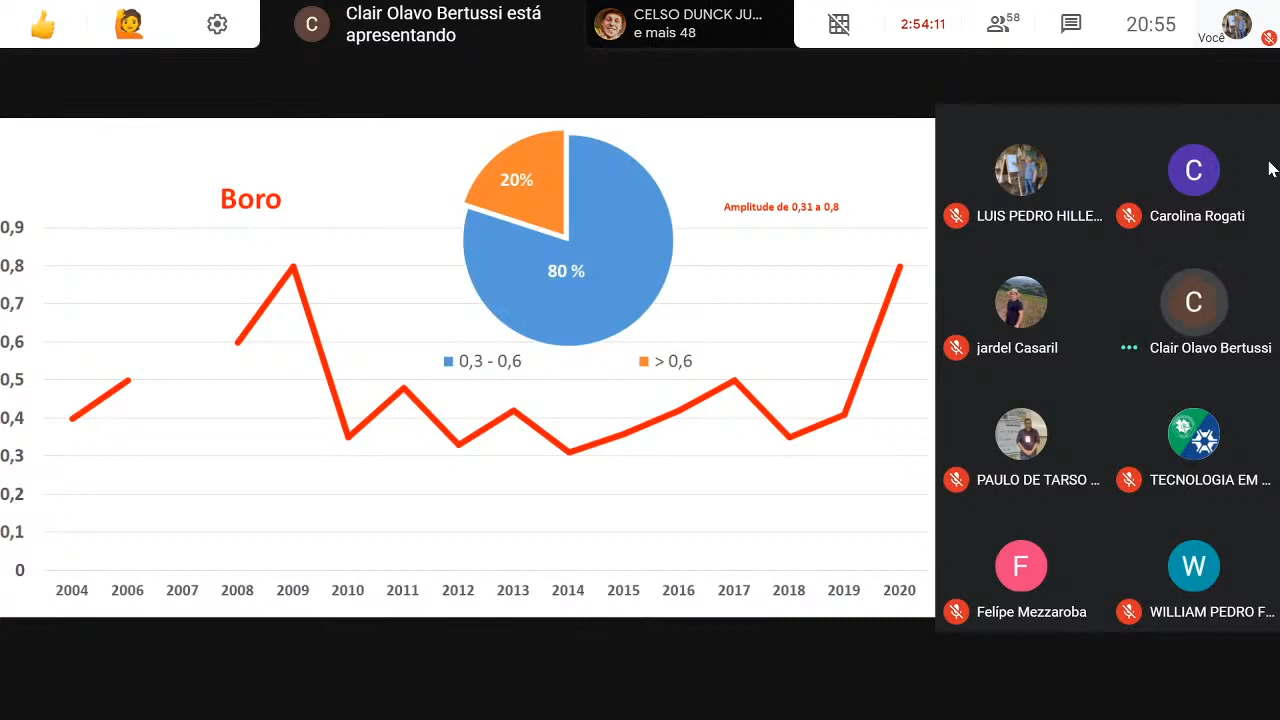 Clair Olavo Bertussi está
apresentando
C
CELSO DUNCK JU...
e mais 48
2:54:11
58
20:55
Você
Boro
Amplitude de 0,31 a 0,8
20%
80 %
0,3 - 0,6
> 0,6
0,9
0,8
0,7
0,6
0,5
0,4
0,3
0,2
0,1
0
2004 2006 2007 2008 2009 2010 2011 2012 2013 2014 2015 2016 2017 2018 2019 2020
LUIS PEDRO HILLE...
C
Carolina Rogati
jardel Casaril
C
Clair Olavo Bertussi
PAULO DE TARSO ...
TECNOLOGIA EM ...
F
Felípe Mezzaroba
W
WILLIAM PEDRO F...